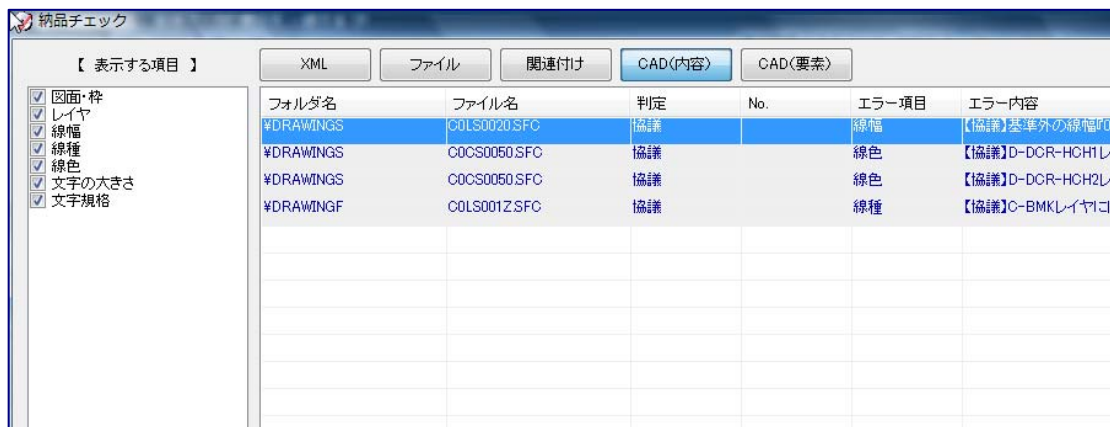 納品チェック
【 表示する項目 】
XML ファイル 関連付け CAD(内容) CAD(要素)
図面・枠
レイヤ
線幅
線種
線色
文字の大きさ
文字規格
フォルダ名 ファイル名 判定 No. エラー項目 エラー内容
¥DRAWINGS C0LS0020.SFC 協議 線幅 【協議】基準外の線幅『0
¥DRAWINGS C0CS0050.SFC 協議 線色 【協議】D-DCR-HCH1レ
¥DRAWINGS C0CS0050.SFC 協議 線色 【協議】D-DCR-HCH2レ
¥DRAWINGF C0LS001Z.SFC 協議 線種 【協議】C-BMKレイヤに